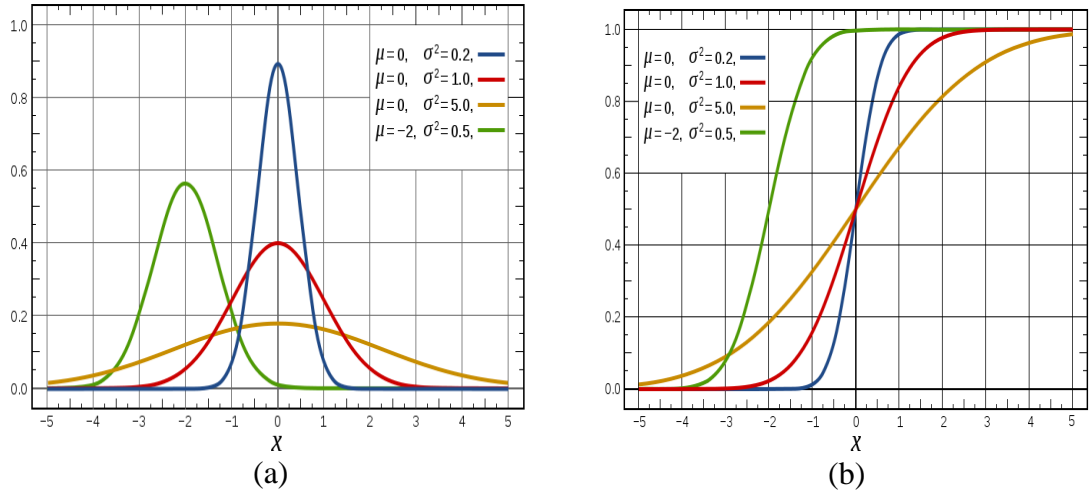 1.0
0.8
0.6
0.4
0.2
0.0
μ=0, σ²=0.2,
μ=0, σ²=1.0,
μ=0, σ²=5.0,
μ=−2, σ²=0.5,
−5 −4 −3 −2 −1 0 1 2 3 4 5
x
(a)
1.0
0.8
0.6
0.4
0.2
0.0
μ=0, σ²=0.2,
μ=0, σ²=1.0,
μ=0, σ²=5.0,
μ=−2, σ²=0.5,
−5 −4 −3 −2 −1 0 1 2 3 4 5
x
(b)